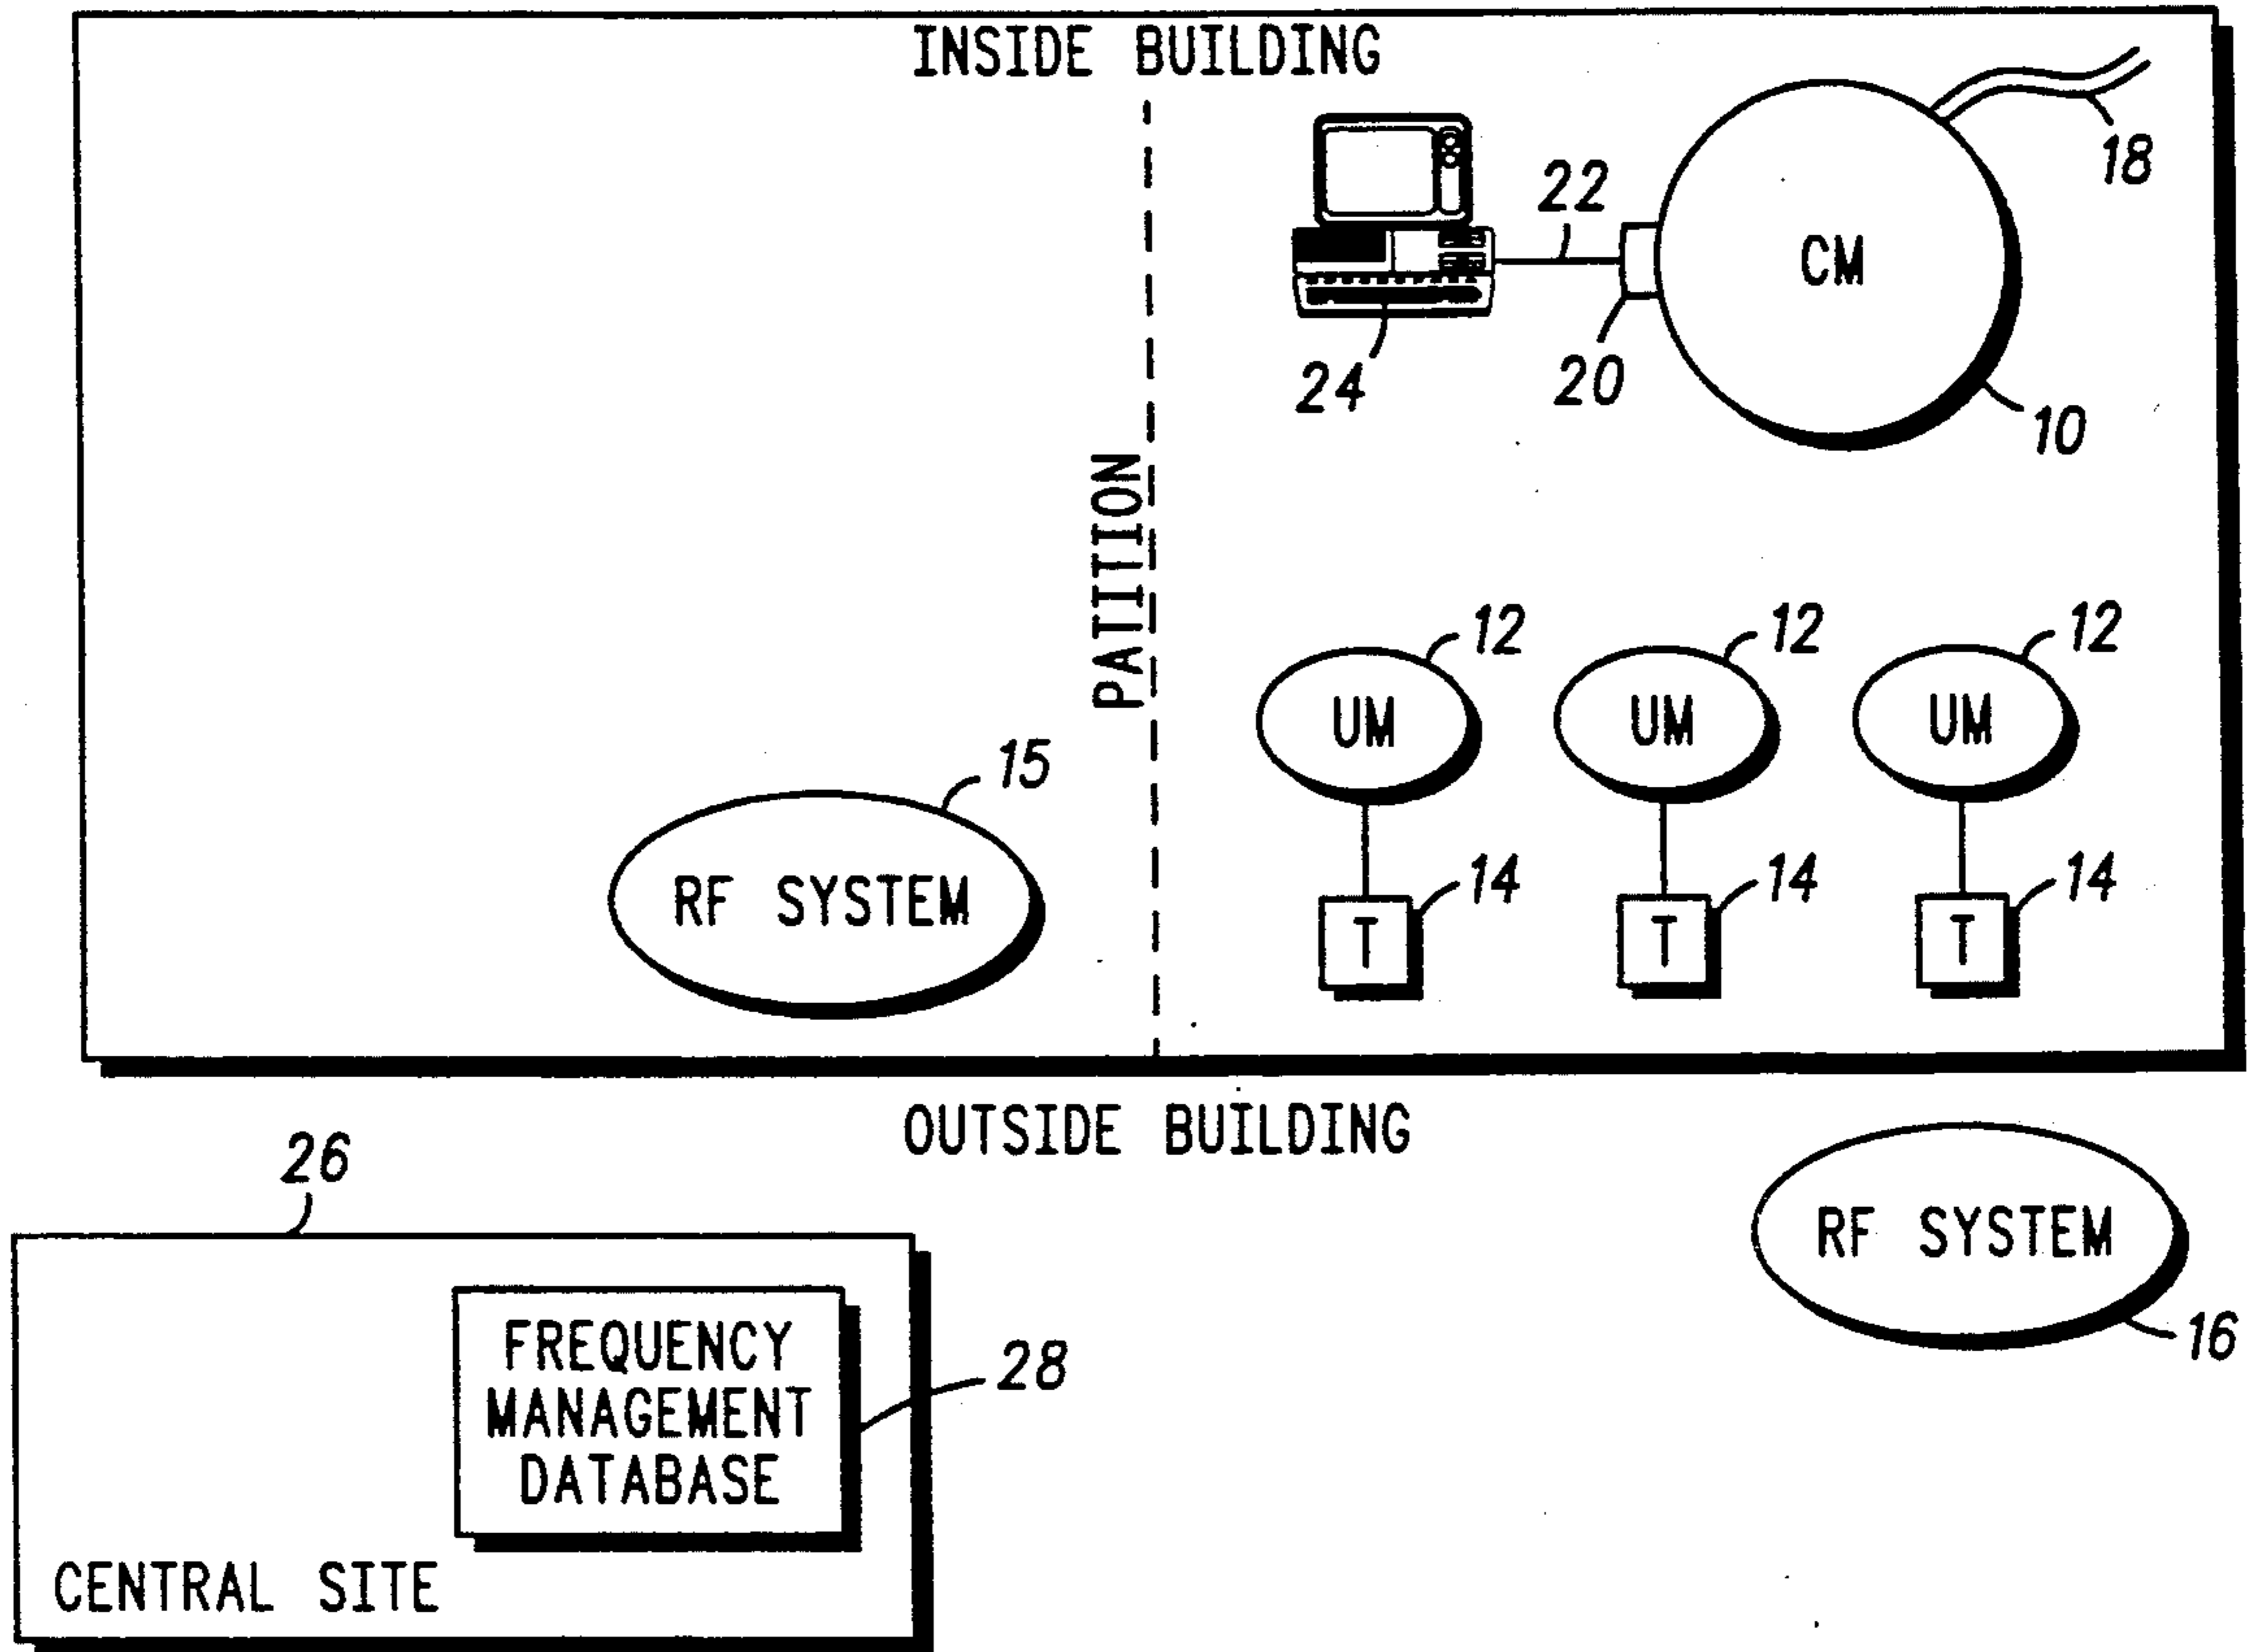 INSIDE BUILDING
18
22
CM
24
20
10
PATITION
12
12
12
UM
UM
UM
15
RF SYSTEM
14
14
14
T
T
T
OUTSIDE BUILDING
26
RF SYSTEM
16
FREQUENCY
MANAGEMENT
DATABASE
28
CENTRAL SITE